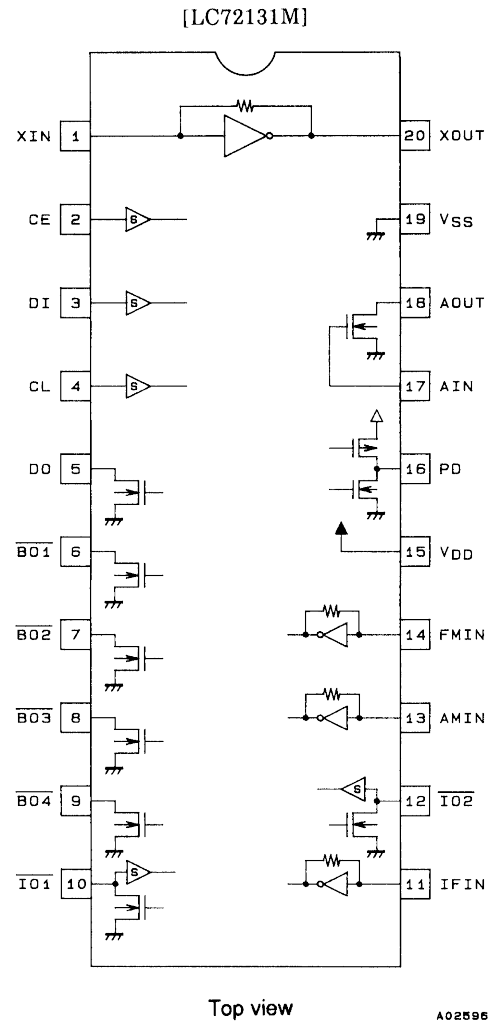 [LC72131M]
XIN 1 20 XOUT
CE 2 S 19 VSS
DI 3 S 18 AOUT
CL 4 S 17 AIN
DO 5 16 PD
BO1 6 15 VDD
BO2 7 14 FMIN
BO3 8 13 AMIN
BO4 9 S 12 IO2
IO1 10 S 11 IFIN
Top view
A02596